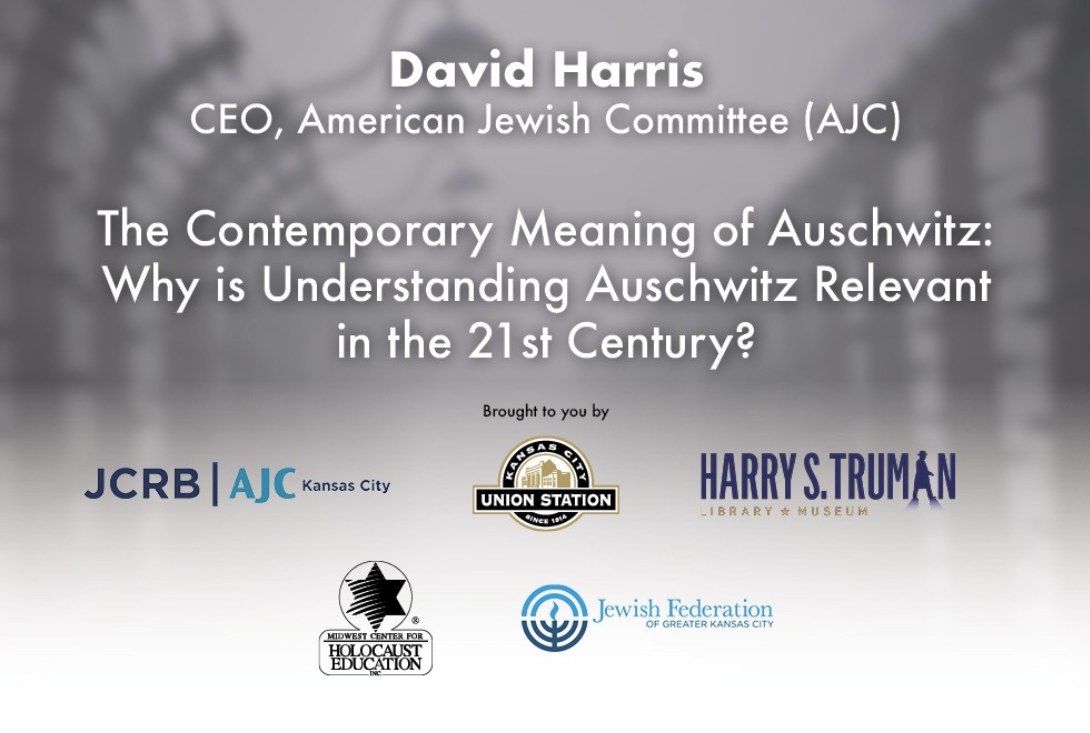 David Harris
CEO, American Jewish Committee (AJC)
The Contemporary Meaning of Auschwitz:
Why is Understanding Auschwitz Relevant
in the 21st Century?
Brought to you by
JCRB | AJC Kansas City
KANSAS CITY
UNION STATION
SINCE 1914
HARRY S. TRUMAN
LIBRARY ★ MUSEUM
®
MIDWEST CENTER FOR
HOLOCAUST
EDUCATION
INC
Jewish Federation
OF GREATER KANSAS CITY